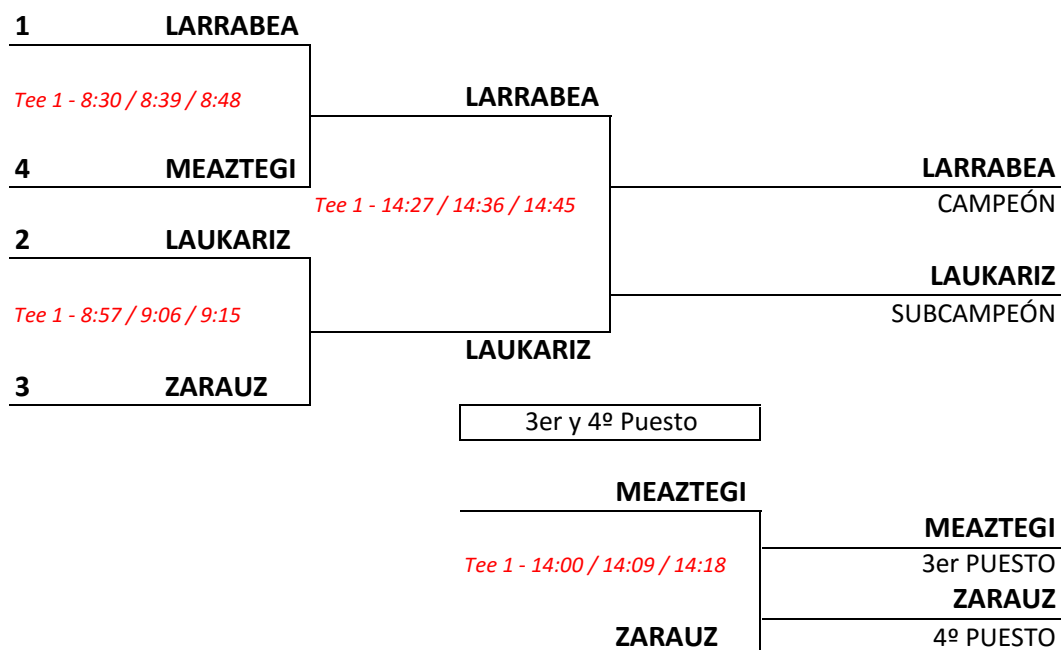 1 LARRABEA
Tee 1 - 8:30 / 8:39 / 8:48
LARRABEA
4 MEAZTEGI
LARRABEA
Tee 1 - 14:27 / 14:36 / 14:45
CAMPEÓN
2 LAUKARIZ
LAUKARIZ
Tee 1 - 8:57 / 9:06 / 9:15
SUBCAMPEÓN
LAUKARIZ
3 ZARAUZ
3er y 4º Puesto
MEAZTEGI
MEAZTEGI
Tee 1 - 14:00 / 14:09 / 14:18
3er PUESTO
ZARAUZ
ZARAUZ
4º PUESTO